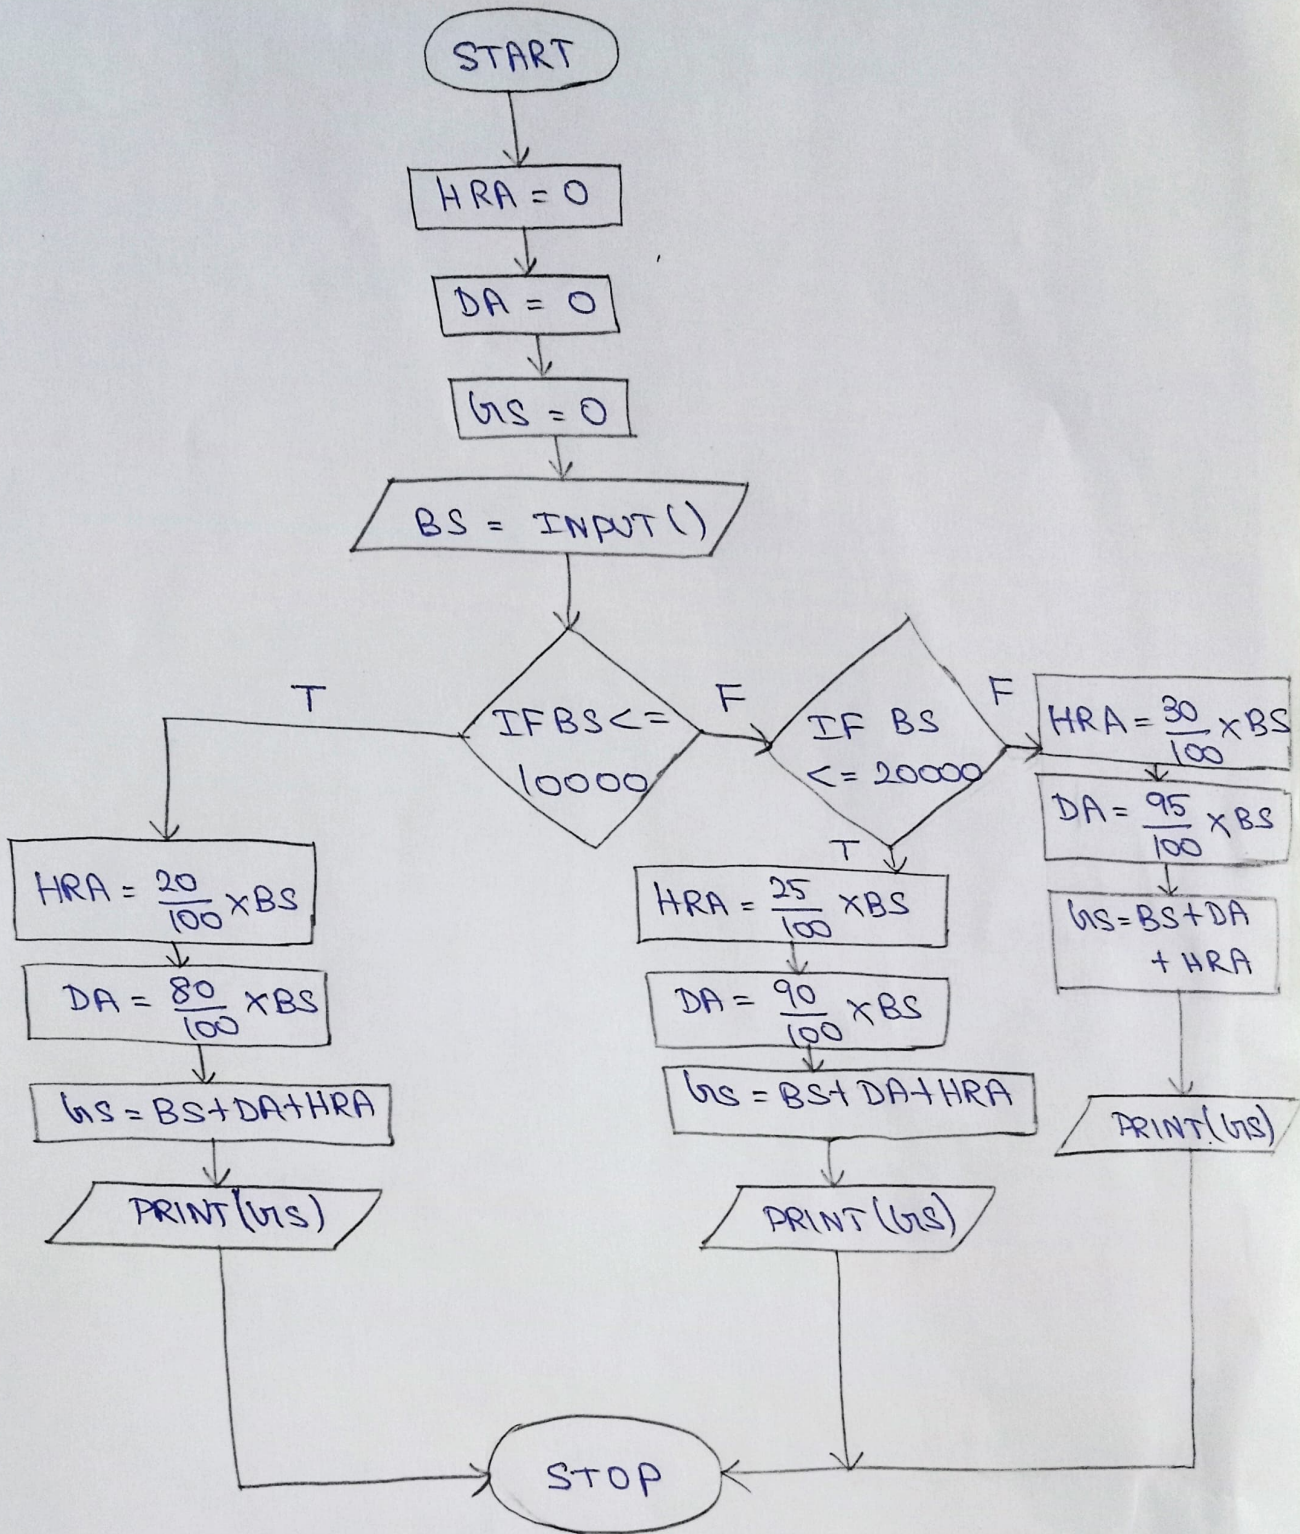 START
HRA = 0
DA = 0
GS = 0
BS = INPUT()
T
IF BS <=
10000
F
IF BS
<= 20000
F
T
HRA = 20/100 × BS
DA = 80/100 × BS
GS = BS + DA + HRA
PRINT(GS)
HRA = 25/100 × BS
DA = 90/100 × BS
GS = BS + DA + HRA
PRINT(GS)
HRA = 30/100 × BS
DA = 95/100 × BS
GS = BS + DA
+ HRA
PRINT(GS)
STOP